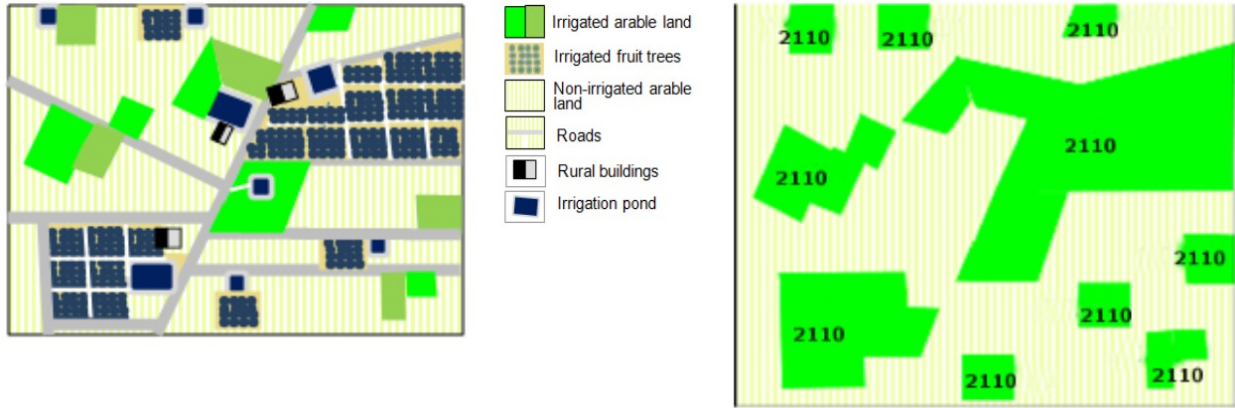 Irrigated arable land
Irrigated fruit trees
Non-irrigated arable
land
Roads
Rural buildings
Irrigation pond
2110
2110
2110
2110
2110
2110
2110
2110
2110
2110